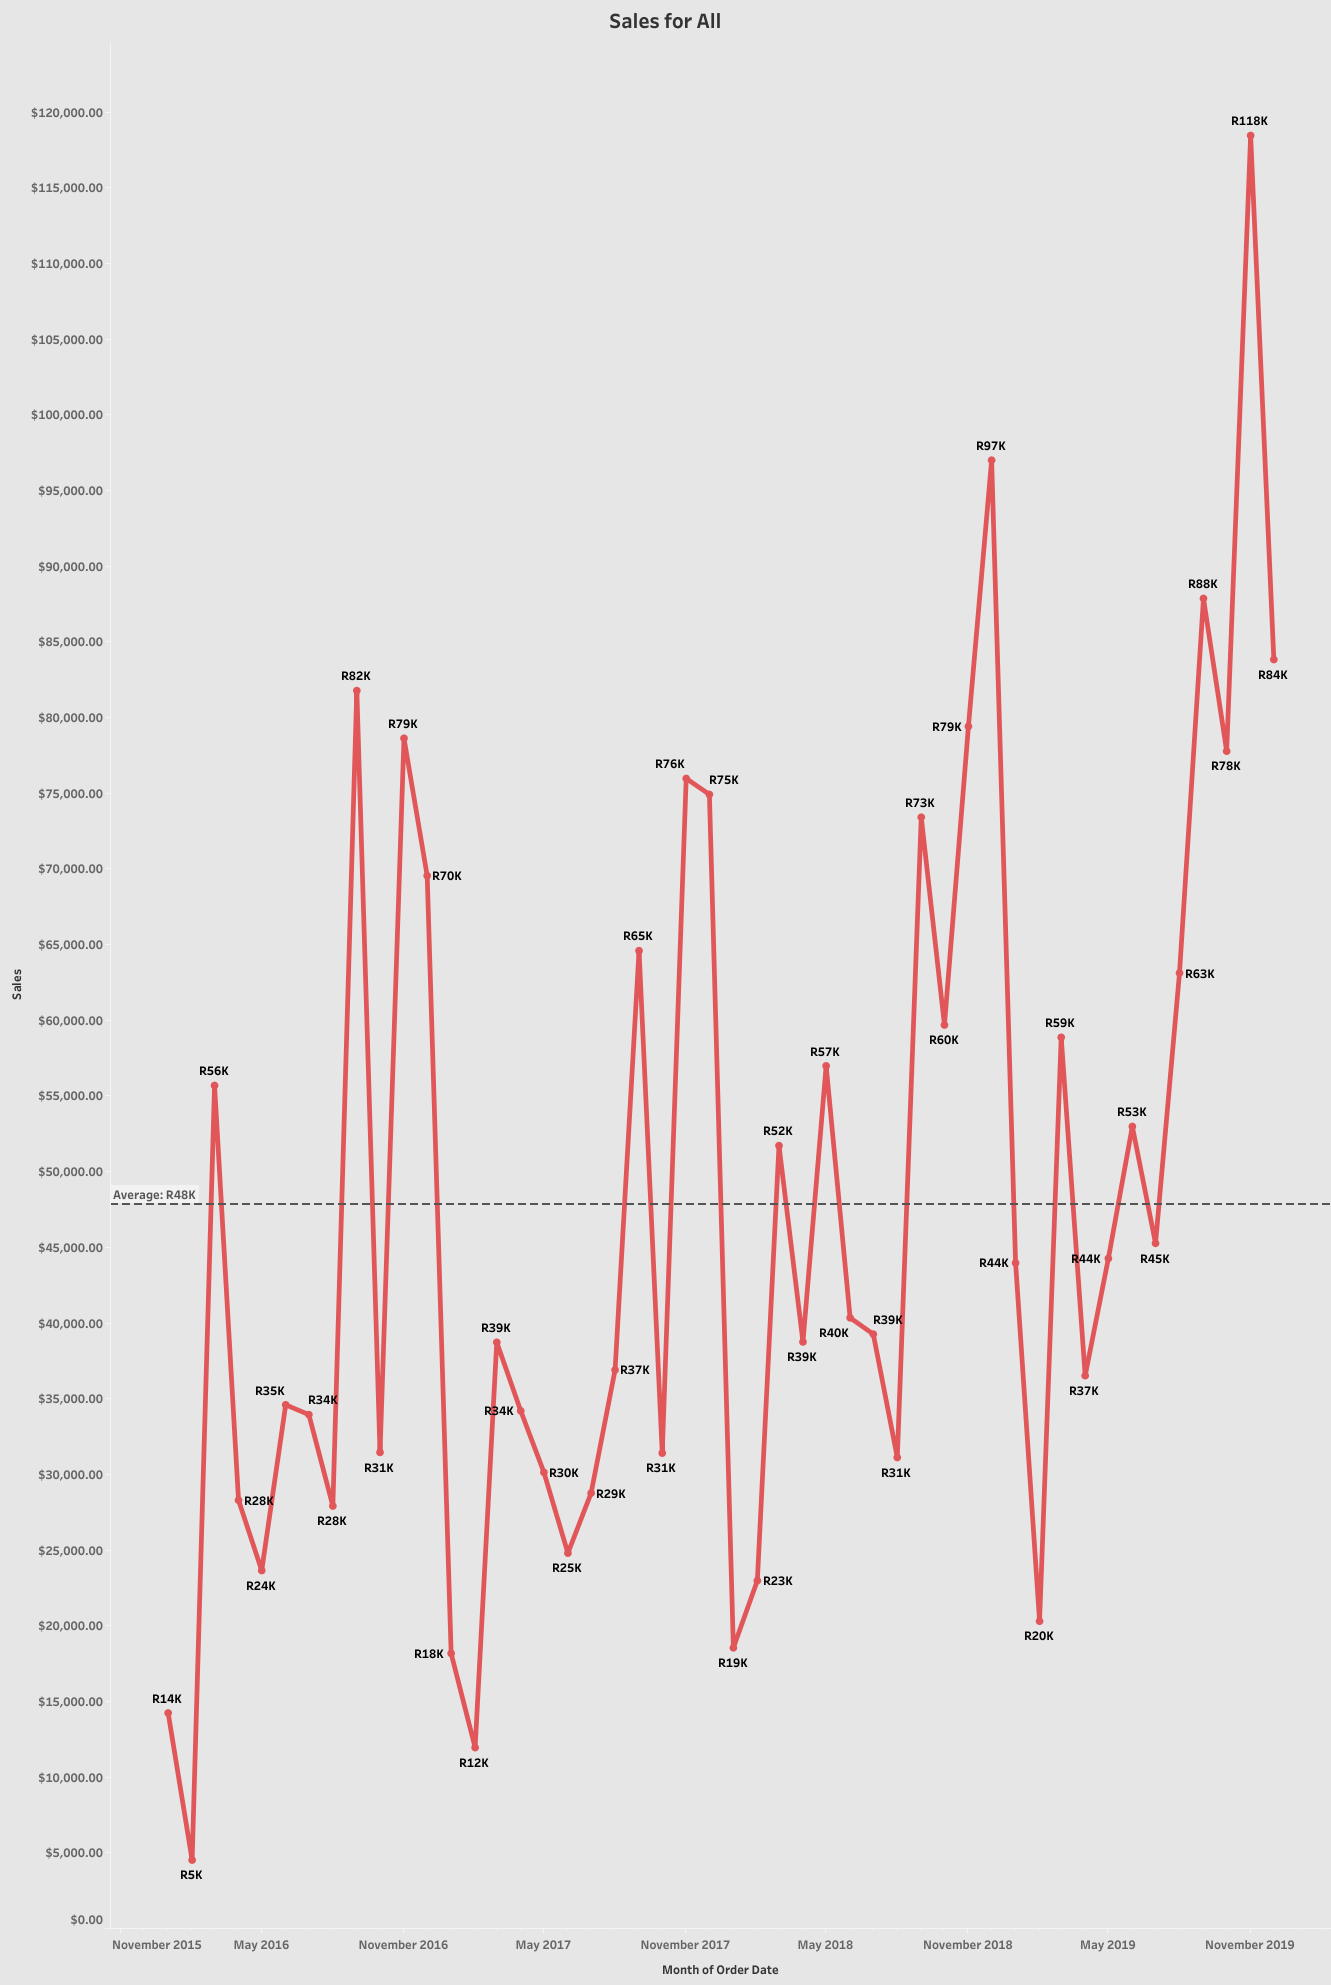 Sales for All
$120,000.00
$115,000.00
$110,000.00
$105,000.00
$100,000.00
$95,000.00
$90,000.00
$85,000.00
$80,000.00
$75,000.00
$70,000.00
$65,000.00
$60,000.00
$55,000.00
$50,000.00
$45,000.00
$40,000.00
$35,000.00
$30,000.00
$25,000.00
$20,000.00
$15,000.00
$10,000.00
$5,000.00
$0.00
Sales
Average: R48K
R14K
R5K
R56K
R28K
R24K
R35K
R34K
R28K
R82K
R31K
R79K
R70K
R18K
R12K
R39K
R34K
R30K
R25K
R29K
R37K
R65K
R31K
R76K
R75K
R19K
R23K
R52K
R39K
R57K
R40K
R39K
R31K
R73K
R60K
R79K
R97K
R44K
R20K
R59K
R37K
R44K
R53K
R45K
R63K
R88K
R78K
R118K
R84K
November 2015
May 2016
November 2016
May 2017
November 2017
May 2018
November 2018
May 2019
November 2019
Month of Order Date